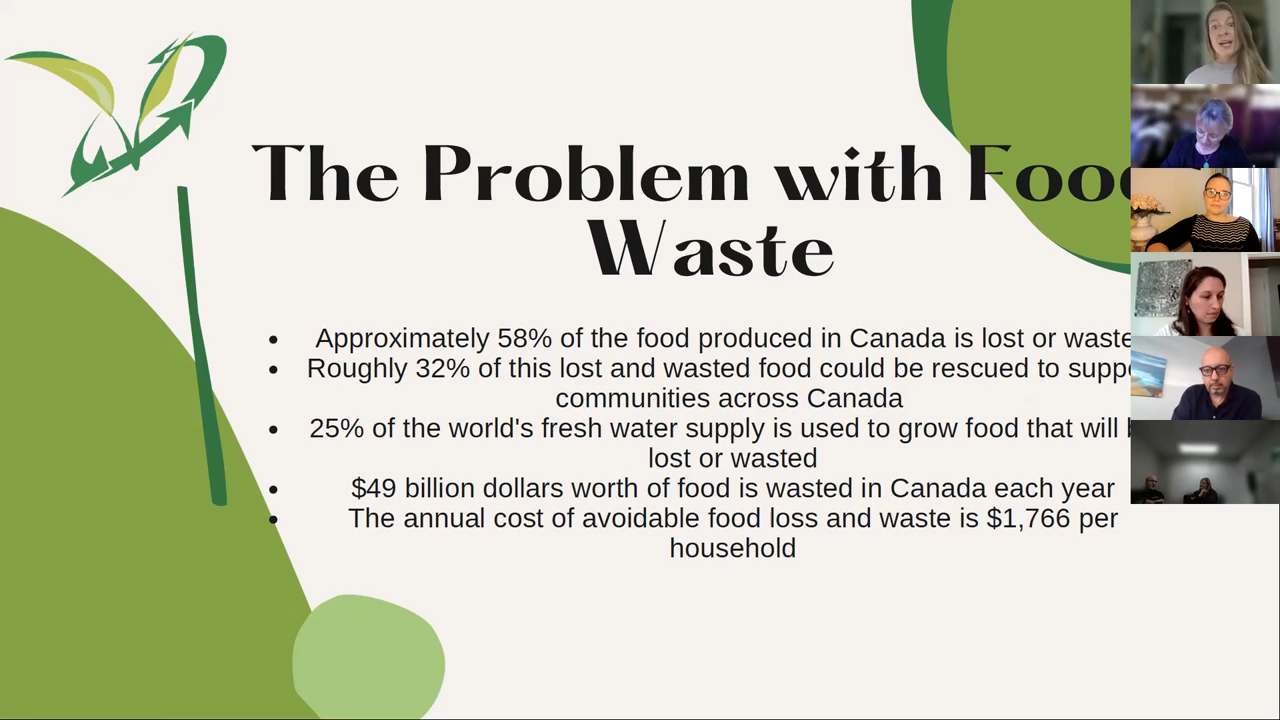 The Problem with Foo
Waste
• Approximately 58% of the food produced in Canada is lost or waste
• Roughly 32% of this lost and wasted food could be rescued to supp
communities across Canada
• 25% of the world's fresh water supply is used to grow food that will
lost or wasted
• $49 billion dollars worth of food is wasted in Canada each year
• The annual cost of avoidable food loss and waste is $1,766 per
household